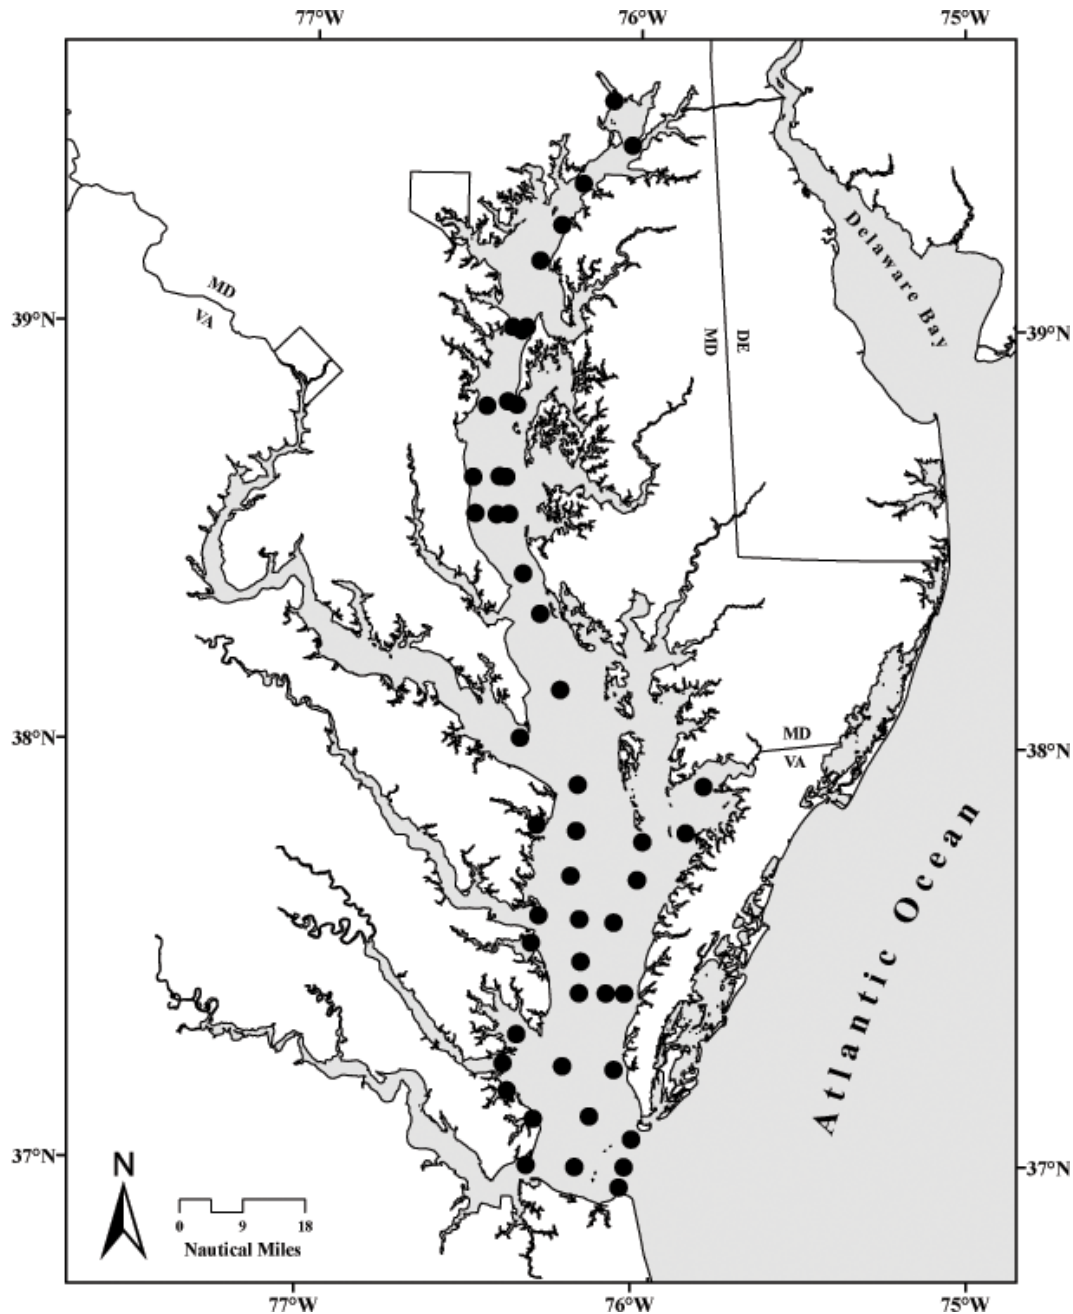 77°W 76°W 75°W
Delaware Bay
MD
VA
39°N 39°N
MD DE
38°N 38°N
MD
VA
Atlantic Ocean
37°N 37°N
N
0 9 18
Nautical Miles
77°W 76°W 75°W